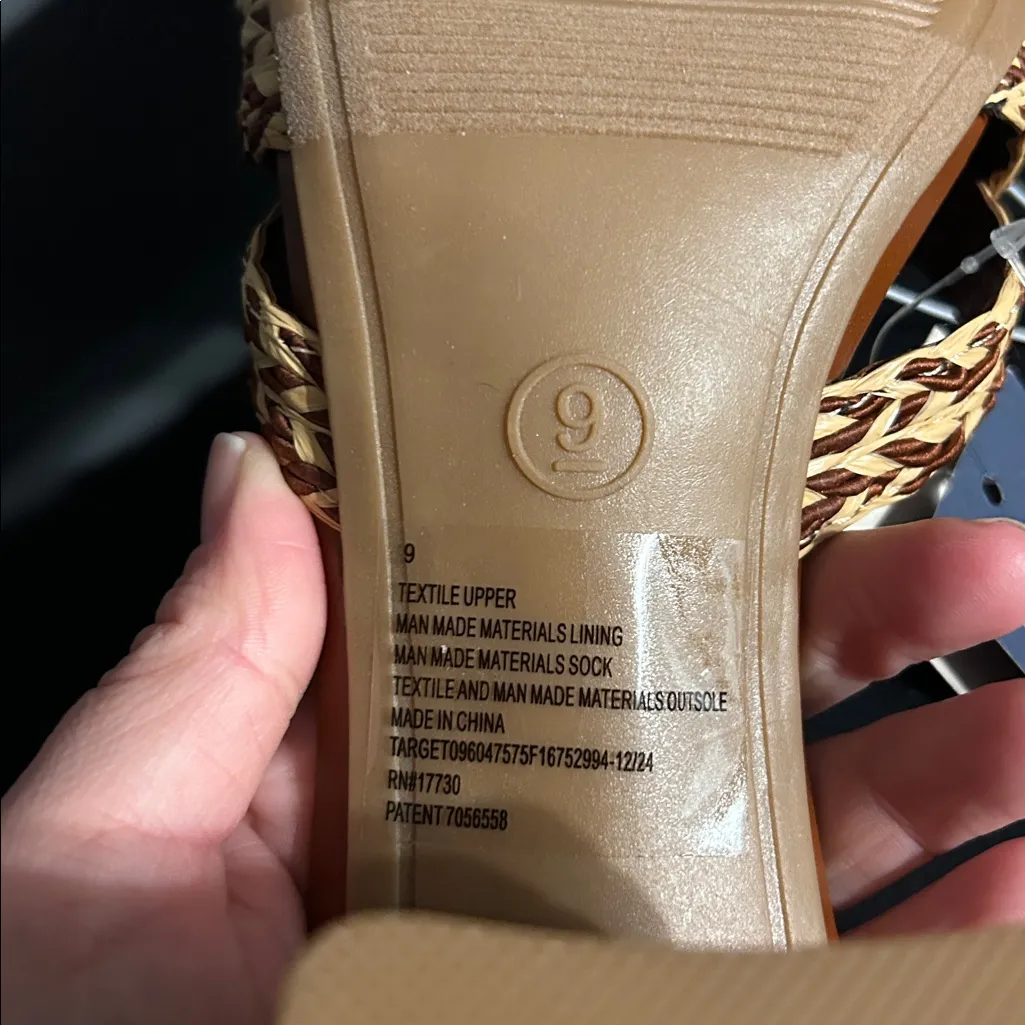 9
9
TEXTILE UPPER
MAN MADE MATERIALS LINING
MAN MADE MATERIALS SOCK
TEXTILE AND MAN MADE MATERIALS OUTSOLE
MADE IN CHINA
TARGET096047575F16752994-12/24
RN#17730
PATENT 7056558